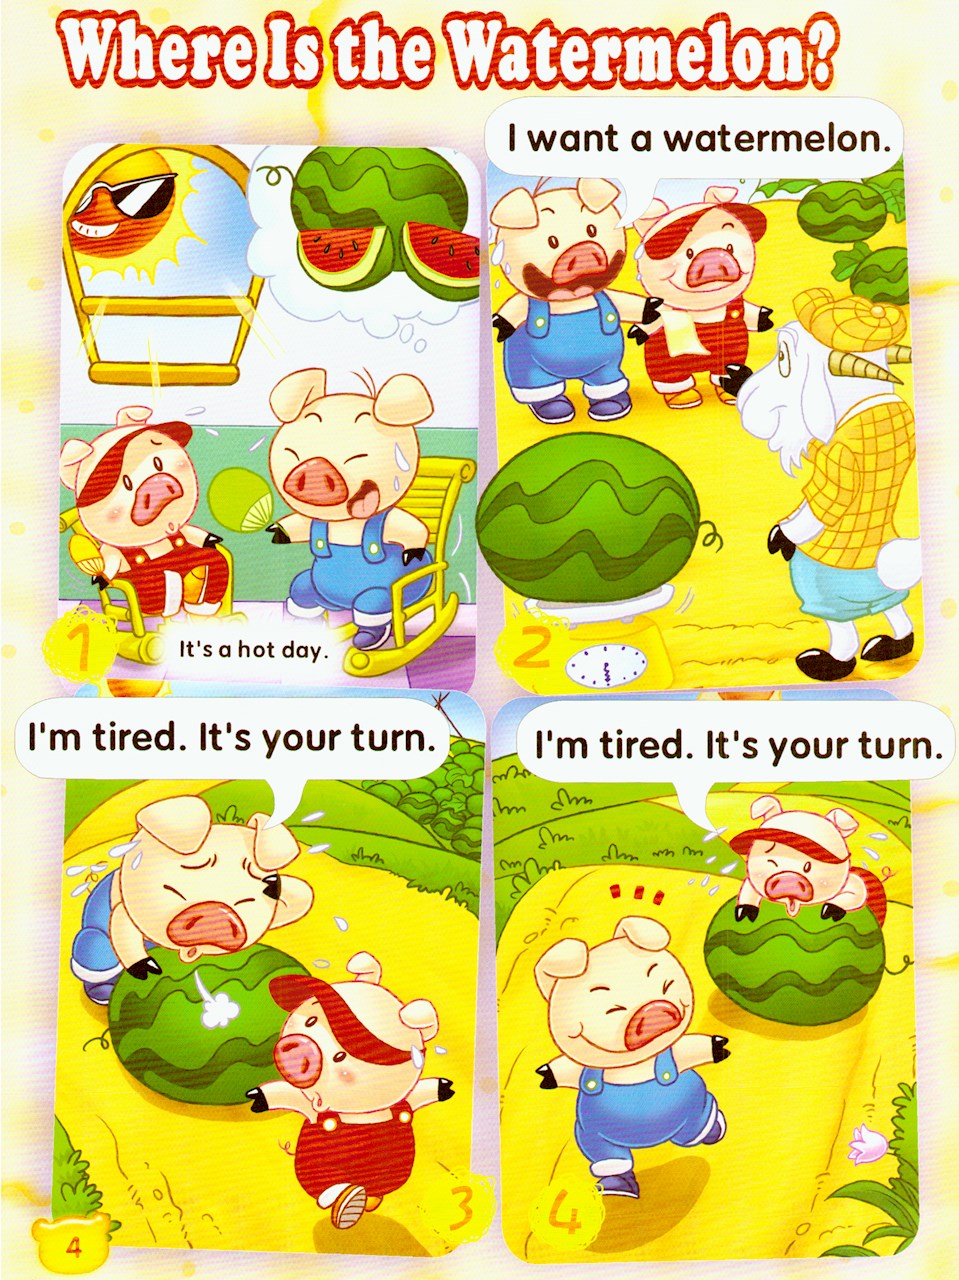 Where Is the Watermelon?
It's a hot day.
1
I want a watermelon.
2
I'm tired. It's your turn.
3
I'm tired. It's your turn.
4
4